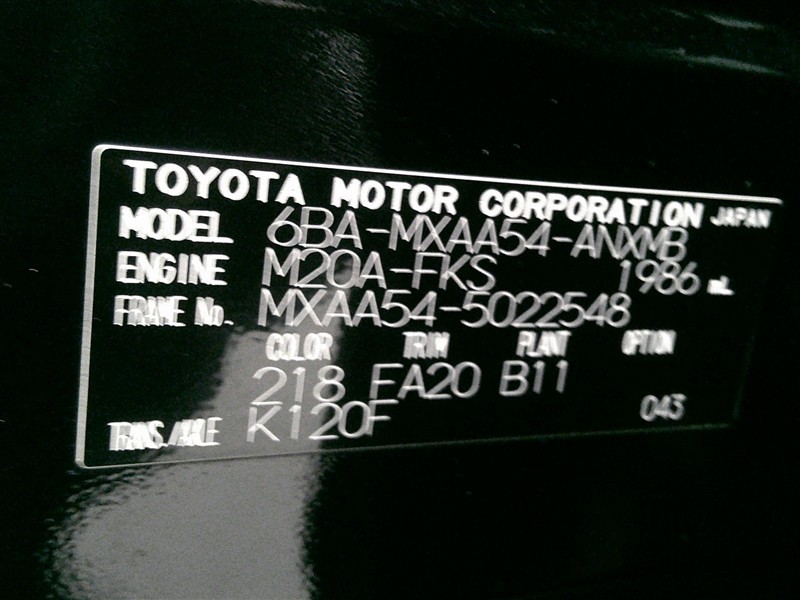 TOYOTA MOTOR CORPORATION JAPAN
MODEL 6BA-MXAA54-ANXMB
ENGINE M20A-FKS 1986 mL
FRAME No. MXAA54-5022548
COLOR TRIM PLANT OPTION
218 FA20 B11
TRANS./AXLE K120F 043